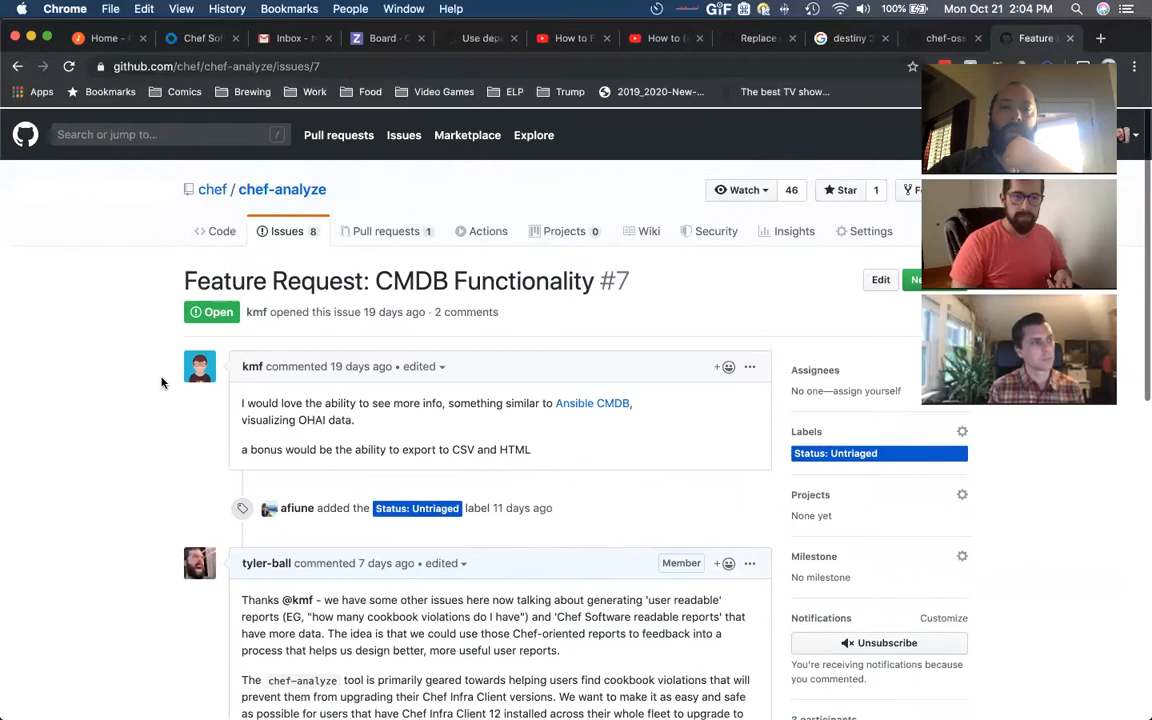 Chrome File Edit View History Bookmarks People Window Help
GIF 100% Mon Oct 21 2:04 PM
Home - Chef Sof Inbox - Board - Use dep How to F How to ( Replace destiny 2 chef-oss Feature
github.com/chef/chef-analyze/issues/7
Apps Bookmarks Comics Brewing Work Food Video Games ELP Trump 2019_2020-New-... The best TV show...
Search or jump to... / Pull requests Issues Marketplace Explore
chef / chef-analyze
Watch 46 Star 1 F
Code Issues 8 Pull requests 1 Actions Projects 0 Wiki Security Insights Settings
Feature Request: CMDB Functionality #7
Edit Ne
Open kmf opened this issue 19 days ago · 2 comments
kmf commented 19 days ago • edited
I would love the ability to see more info, something similar to Ansible CMDB,
visualizing OHAI data.
a bonus would be the ability to export to CSV and HTML
afiune added the Status: Untriaged label 11 days ago
tyler-ball commented 7 days ago • edited Member
Thanks @kmf - we have some other issues here now talking about generating 'user readable'
reports (EG, "how many cookbook violations do I have") and 'Chef Software readable reports' that
have more data. The idea is that we could use those Chef-oriented reports to feedback into a
process that helps us design better, more useful user reports.
The chef-analyze tool is primarily geared towards helping users find cookbook violations that will
prevent them from upgrading their Chef Infra Client versions. We want to make it as easy and safe
as possible for users that have Chef Infra Client 12 installed across their whole fleet to upgrade to
Assignees
No one—assign yourself
Labels
Status: Untriaged
Projects
None yet
Milestone
No milestone
Notifications Customize
Unsubscribe
You're receiving notifications because
you commented.
3 participants